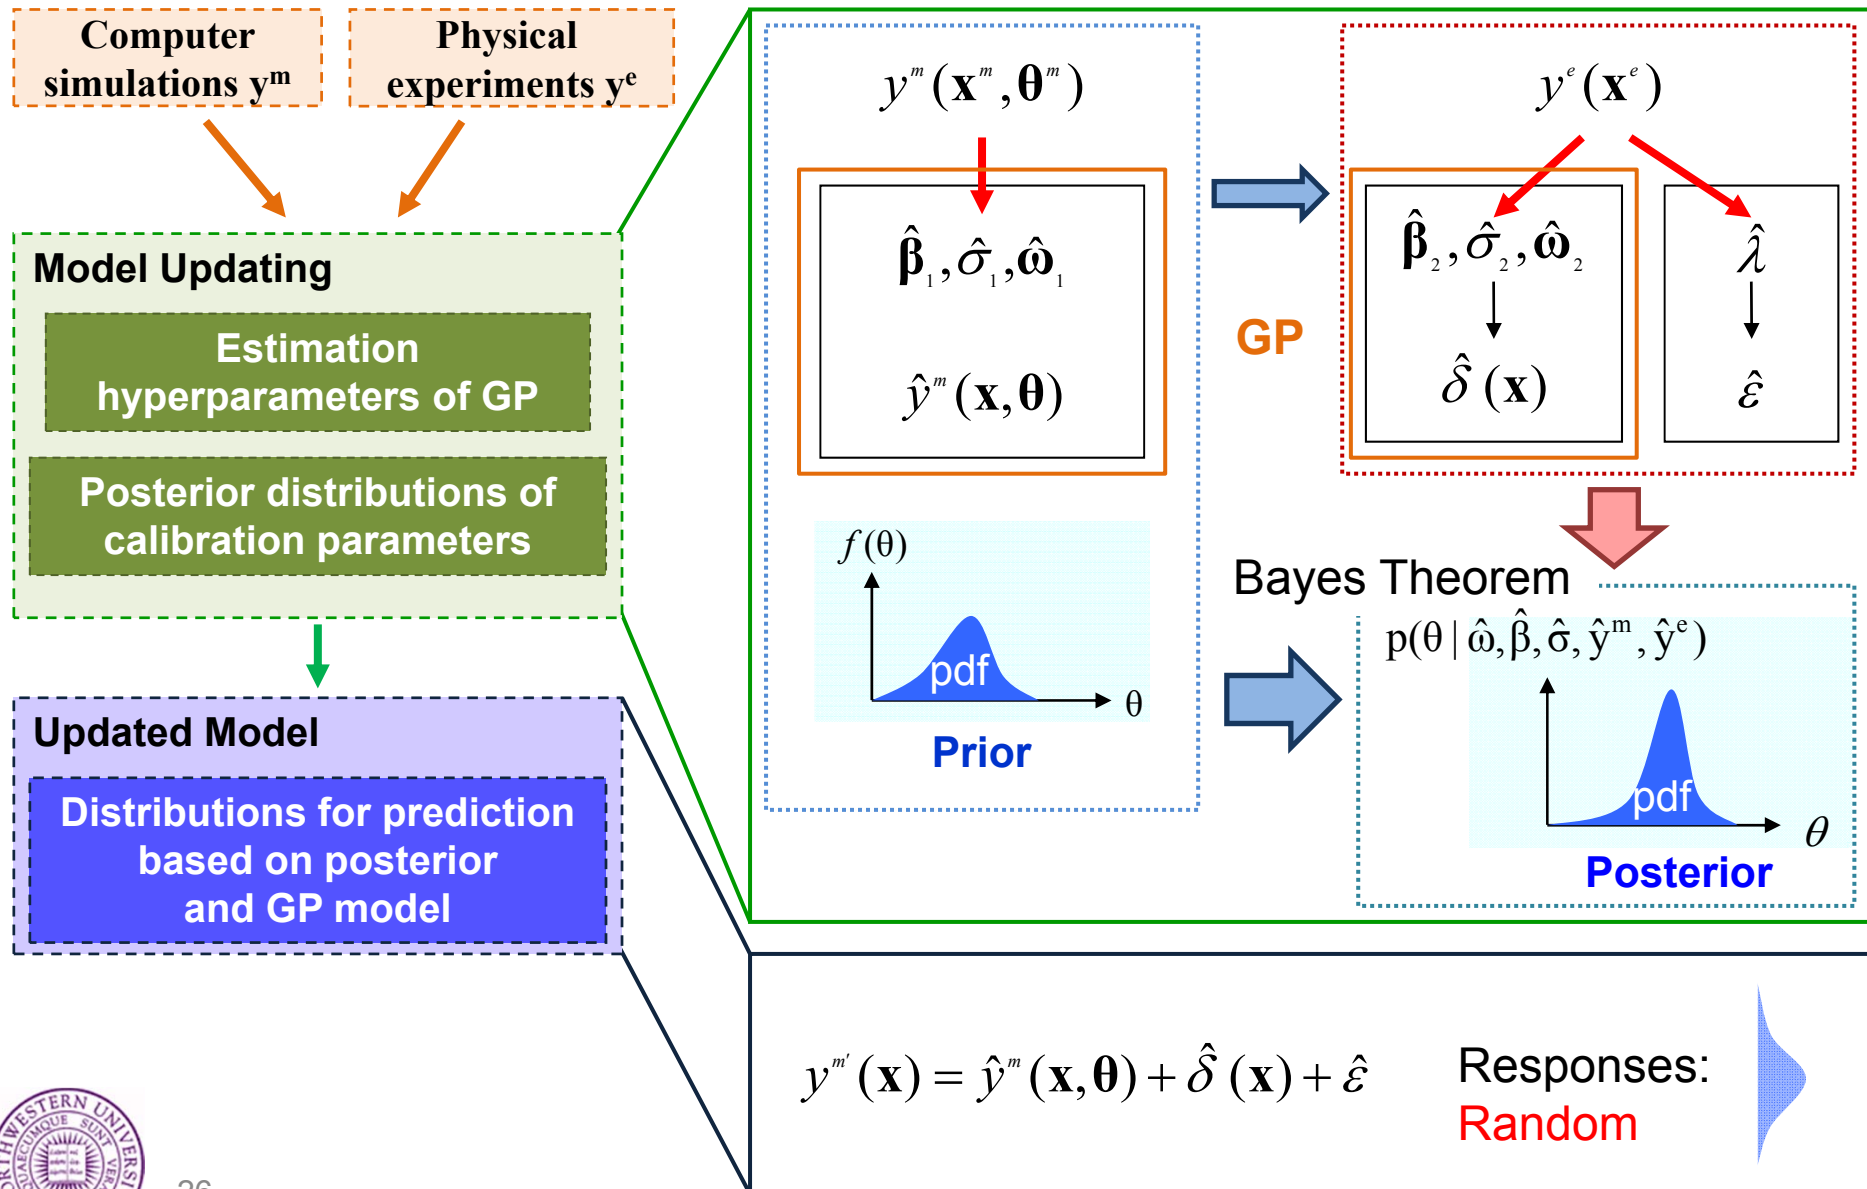 Computer
simulations yᵐ
Physical
experiments yᵉ
Model Updating
Estimation
hyperparameters of GP
Posterior distributions of
calibration parameters
Updated Model
Distributions for prediction
based on posterior
and GP model
yᵐ(𝐱ᵐ,𝛉ᵐ)
𝛃̂₁,σ̂₁,𝛚̂₁
ŷᵐ(𝐱,𝛉)
f(θ)
pdf
θ
Prior
GP
yᵉ(𝐱ᵉ)
𝛃̂₂,σ̂₂,𝛚̂₂
δ̂(𝐱)
λ̂
ε̂
Bayes Theorem
p(θ|ω̂,β̂,σ̂,ŷᵐ,ŷᵉ)
pdf
θ
Posterior
yᵐ′(𝐱)=ŷᵐ(𝐱,𝛉)+δ̂(𝐱)+ε̂
Responses:
Random